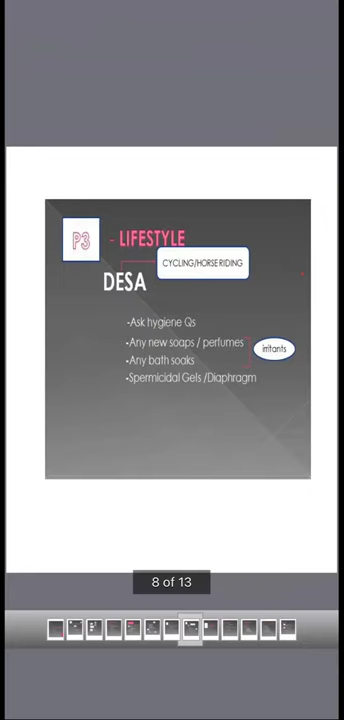 P3
- LIFESTYLE
CYCLING/HORSE RIDING
DESA
-Ask hygiene Qs
-Any new soaps / perfumes
irritants
-Any bath soaks
-Spermicidal Gels /Diaphragm
8 of 13